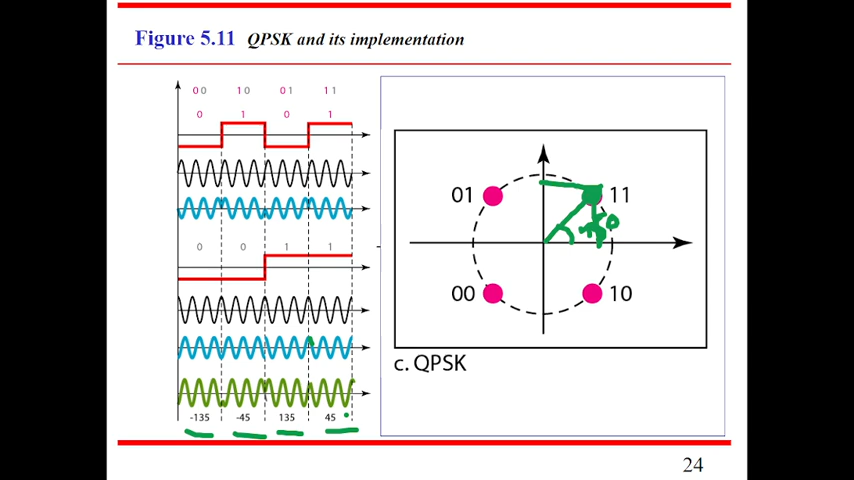 Figure 5.11 QPSK and its implementation
00 10 01 11
0 1 0 1
0 0 1 1
-135 -45 135 45
01 11
45°
00 10
c. QPSK
24